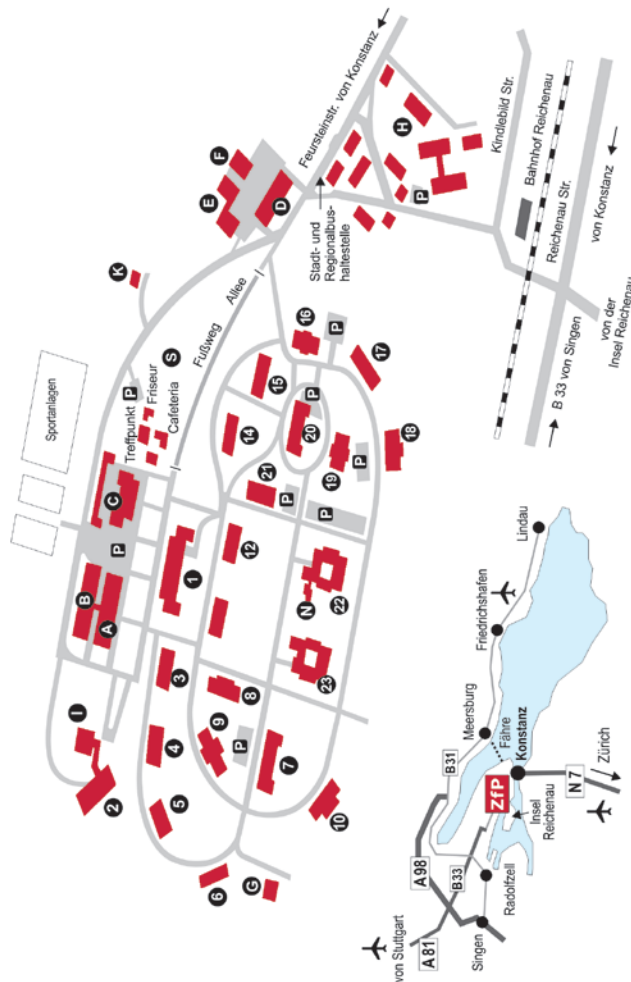 Sportanlagen
K
E
F
D
Feursteinstr. von Konstanz
Stadt- und
Regionalbus-
haltestelle
H
P
Kindlebild Str.
Bahnhof Reichenau
Reichenau Str.
von Konstanz
von der
Insel Reichenau
B 33 von Singen
Treffpunkt
P
Friseur
Cafeteria
S
Fußweg
Allee
C
P
B
A
I
2
1
3
4
5
6
G
7
8
9
P
10
12
14
15
16
P
P
17
18
19
P
20
21
P
P
N
22
23
von Stuttgart
A 81
A98
B33
B31
Singen
Radolfzell
ZfP
Insel
Reichenau
Meersburg
Fähre
Konstanz
N 7
Zürich
Friedrichshafen
Lindau